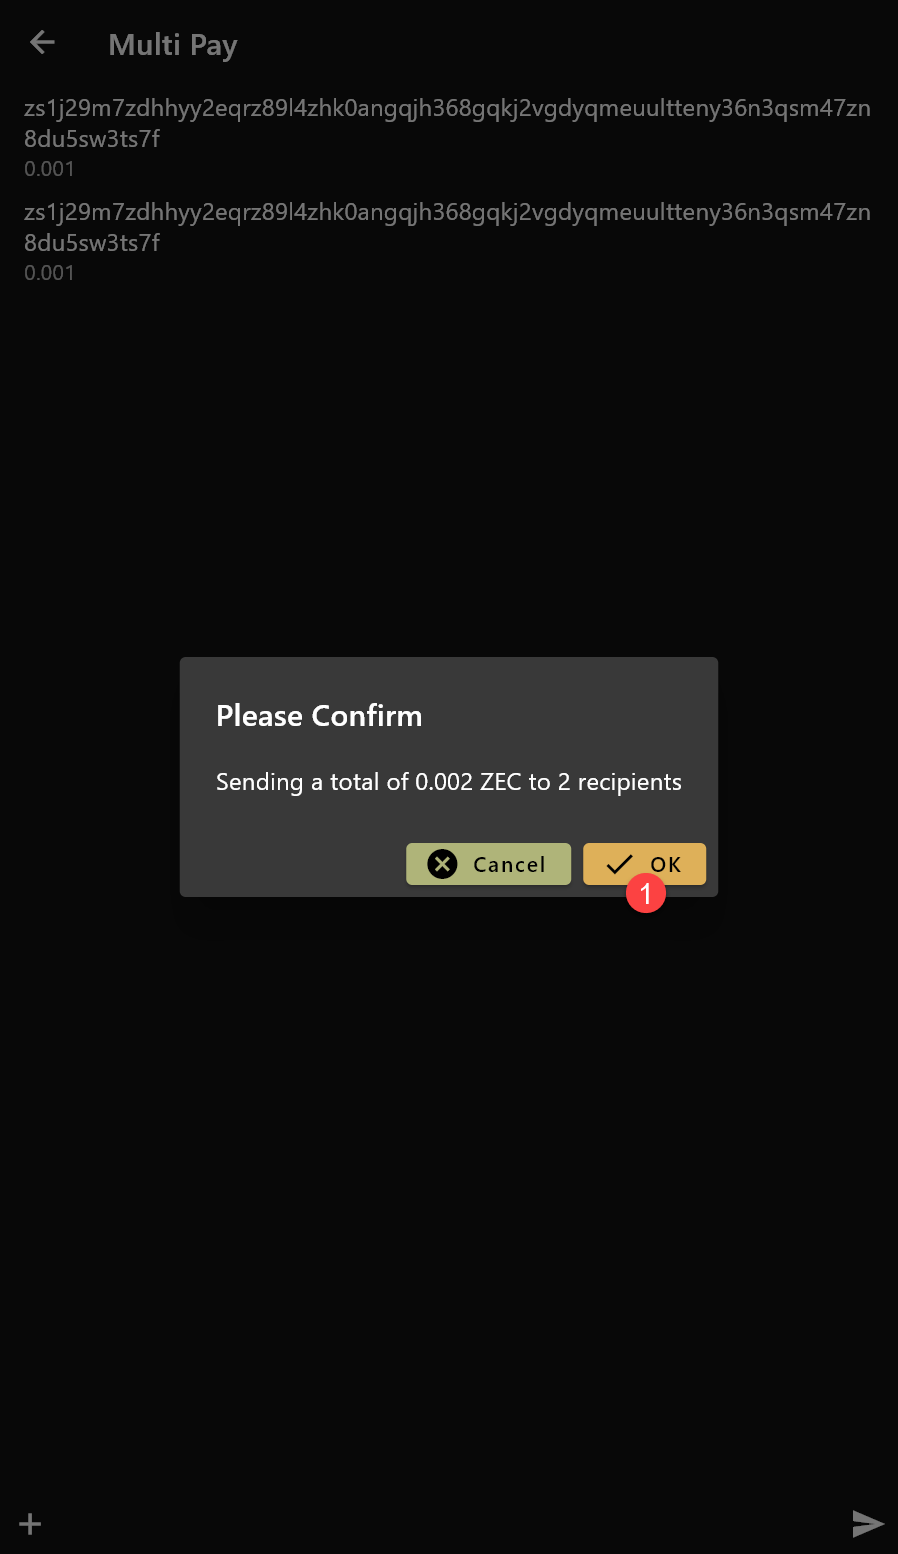 Multi Pay
zs1j29m7zdhhyy2eqrz89l4zhk0angqjh368gqkj2vgdyqmeuultteny36n3qsm47zn
8du5sw3ts7f
0.001
zs1j29m7zdhhyy2eqrz89l4zhk0angqjh368gqkj2vgdyqmeuultteny36n3qsm47zn
8du5sw3ts7f
0.001
Please Confirm
Sending a total of 0.002 ZEC to 2 recipients
Cancel OK
1